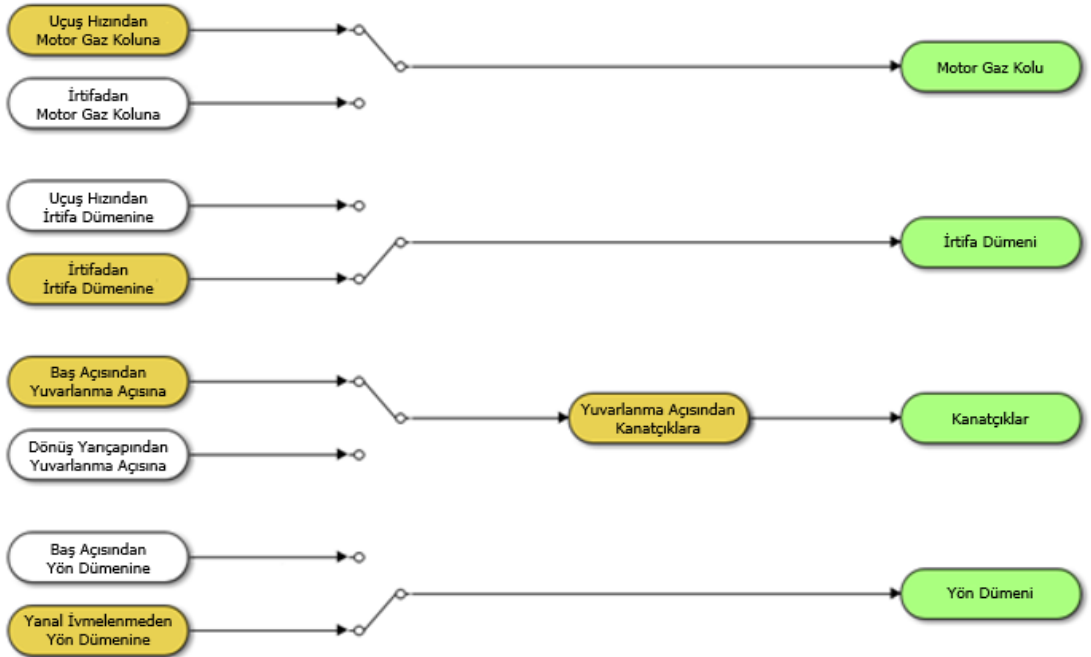 Uçuş Hızından
Motor Gaz Koluna
Motor Gaz Kolu
İrtifadan
Motor Gaz Koluna
Uçuş Hızından
İrtifa Dümenine
İrtifa Dümeni
İrtifadan
İrtifa Dümenine
Baş Açısından
Yuvarlanma Açısına
Yuvarlanma Açısından
Kanatçıklara
Kanatçıklar
Dönüş Yarıçapından
Yuvarlanma Açısına
Baş Açısından
Yön Dümenine
Yön Dümeni
Yanal İvmelenmeden
Yön Dümenine